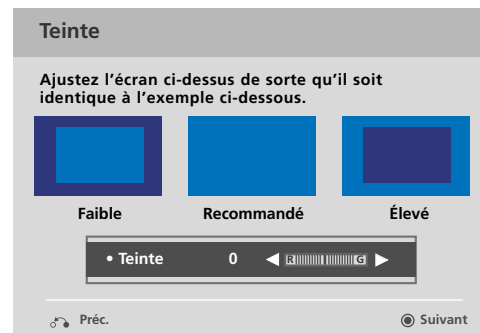 Teinte
Ajustez l'écran ci-dessus de sorte qu'il soit
identique à l'exemple ci-dessous.
Faible Recommandé Élevé
• Teinte 0 R G
Préc. Suivant